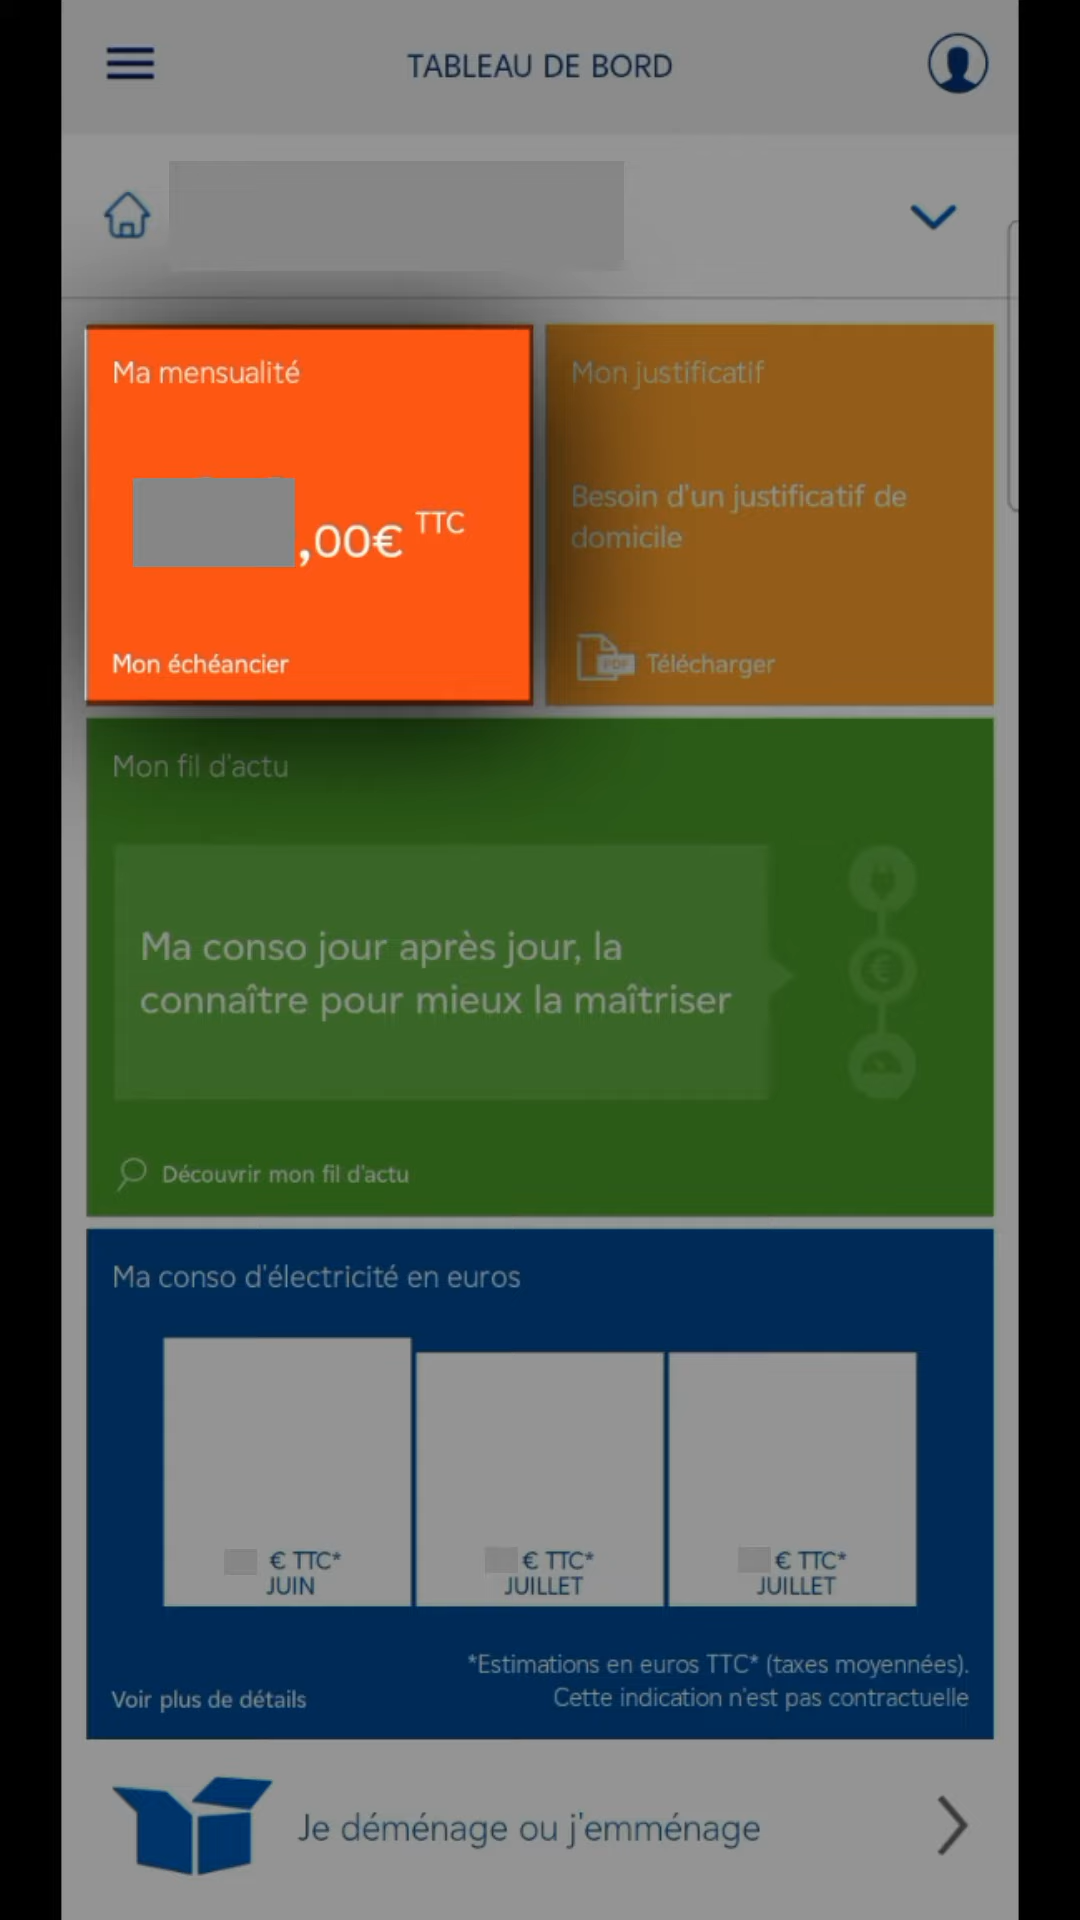 TABLEAU DE BORD
Ma mensualité
,00€ TTC
Mon échéancier
Mon justificatif
Besoin d'un justificatif de
domicile
PDF Télécharger
Mon fil d'actu
Ma conso jour après jour, la
connaître pour mieux la maîtriser
€
Découvrir mon fil d'actu
Ma conso d'électricité en euros
€ TTC*
JUIN
€ TTC*
JUILLET
€ TTC*
JUILLET
*Estimations en euros TTC* (taxes moyennées).
Cette indication n'est pas contractuelle
Voir plus de détails
Je déménage ou j'emménage